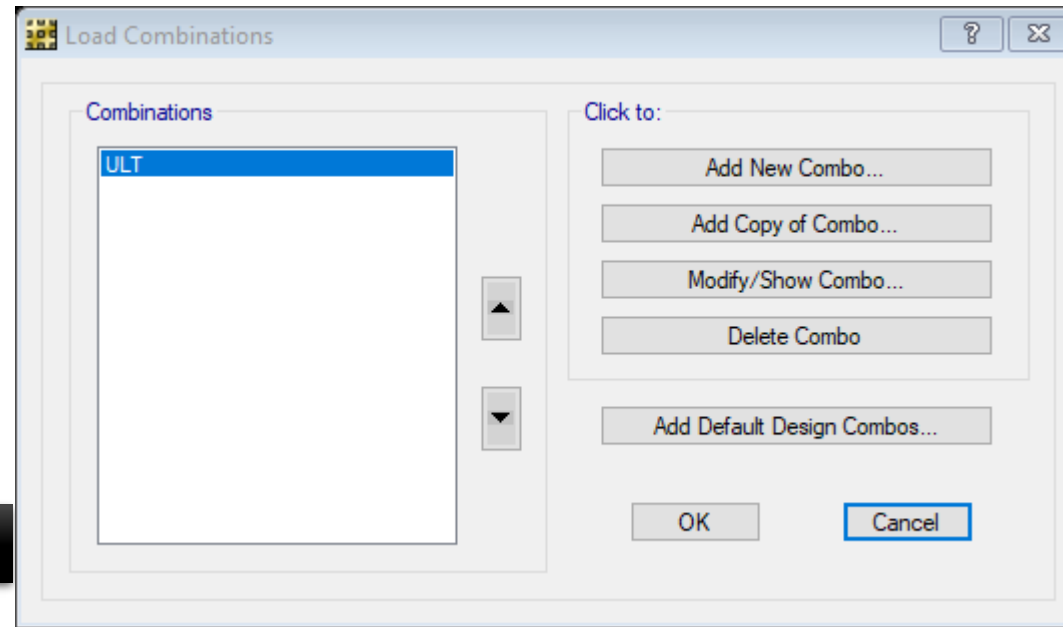 Load Combinations
Combinations
ULT
Click to:
Add New Combo...
Add Copy of Combo...
Modify/Show Combo...
Delete Combo
Add Default Design Combos...
OK
Cancel